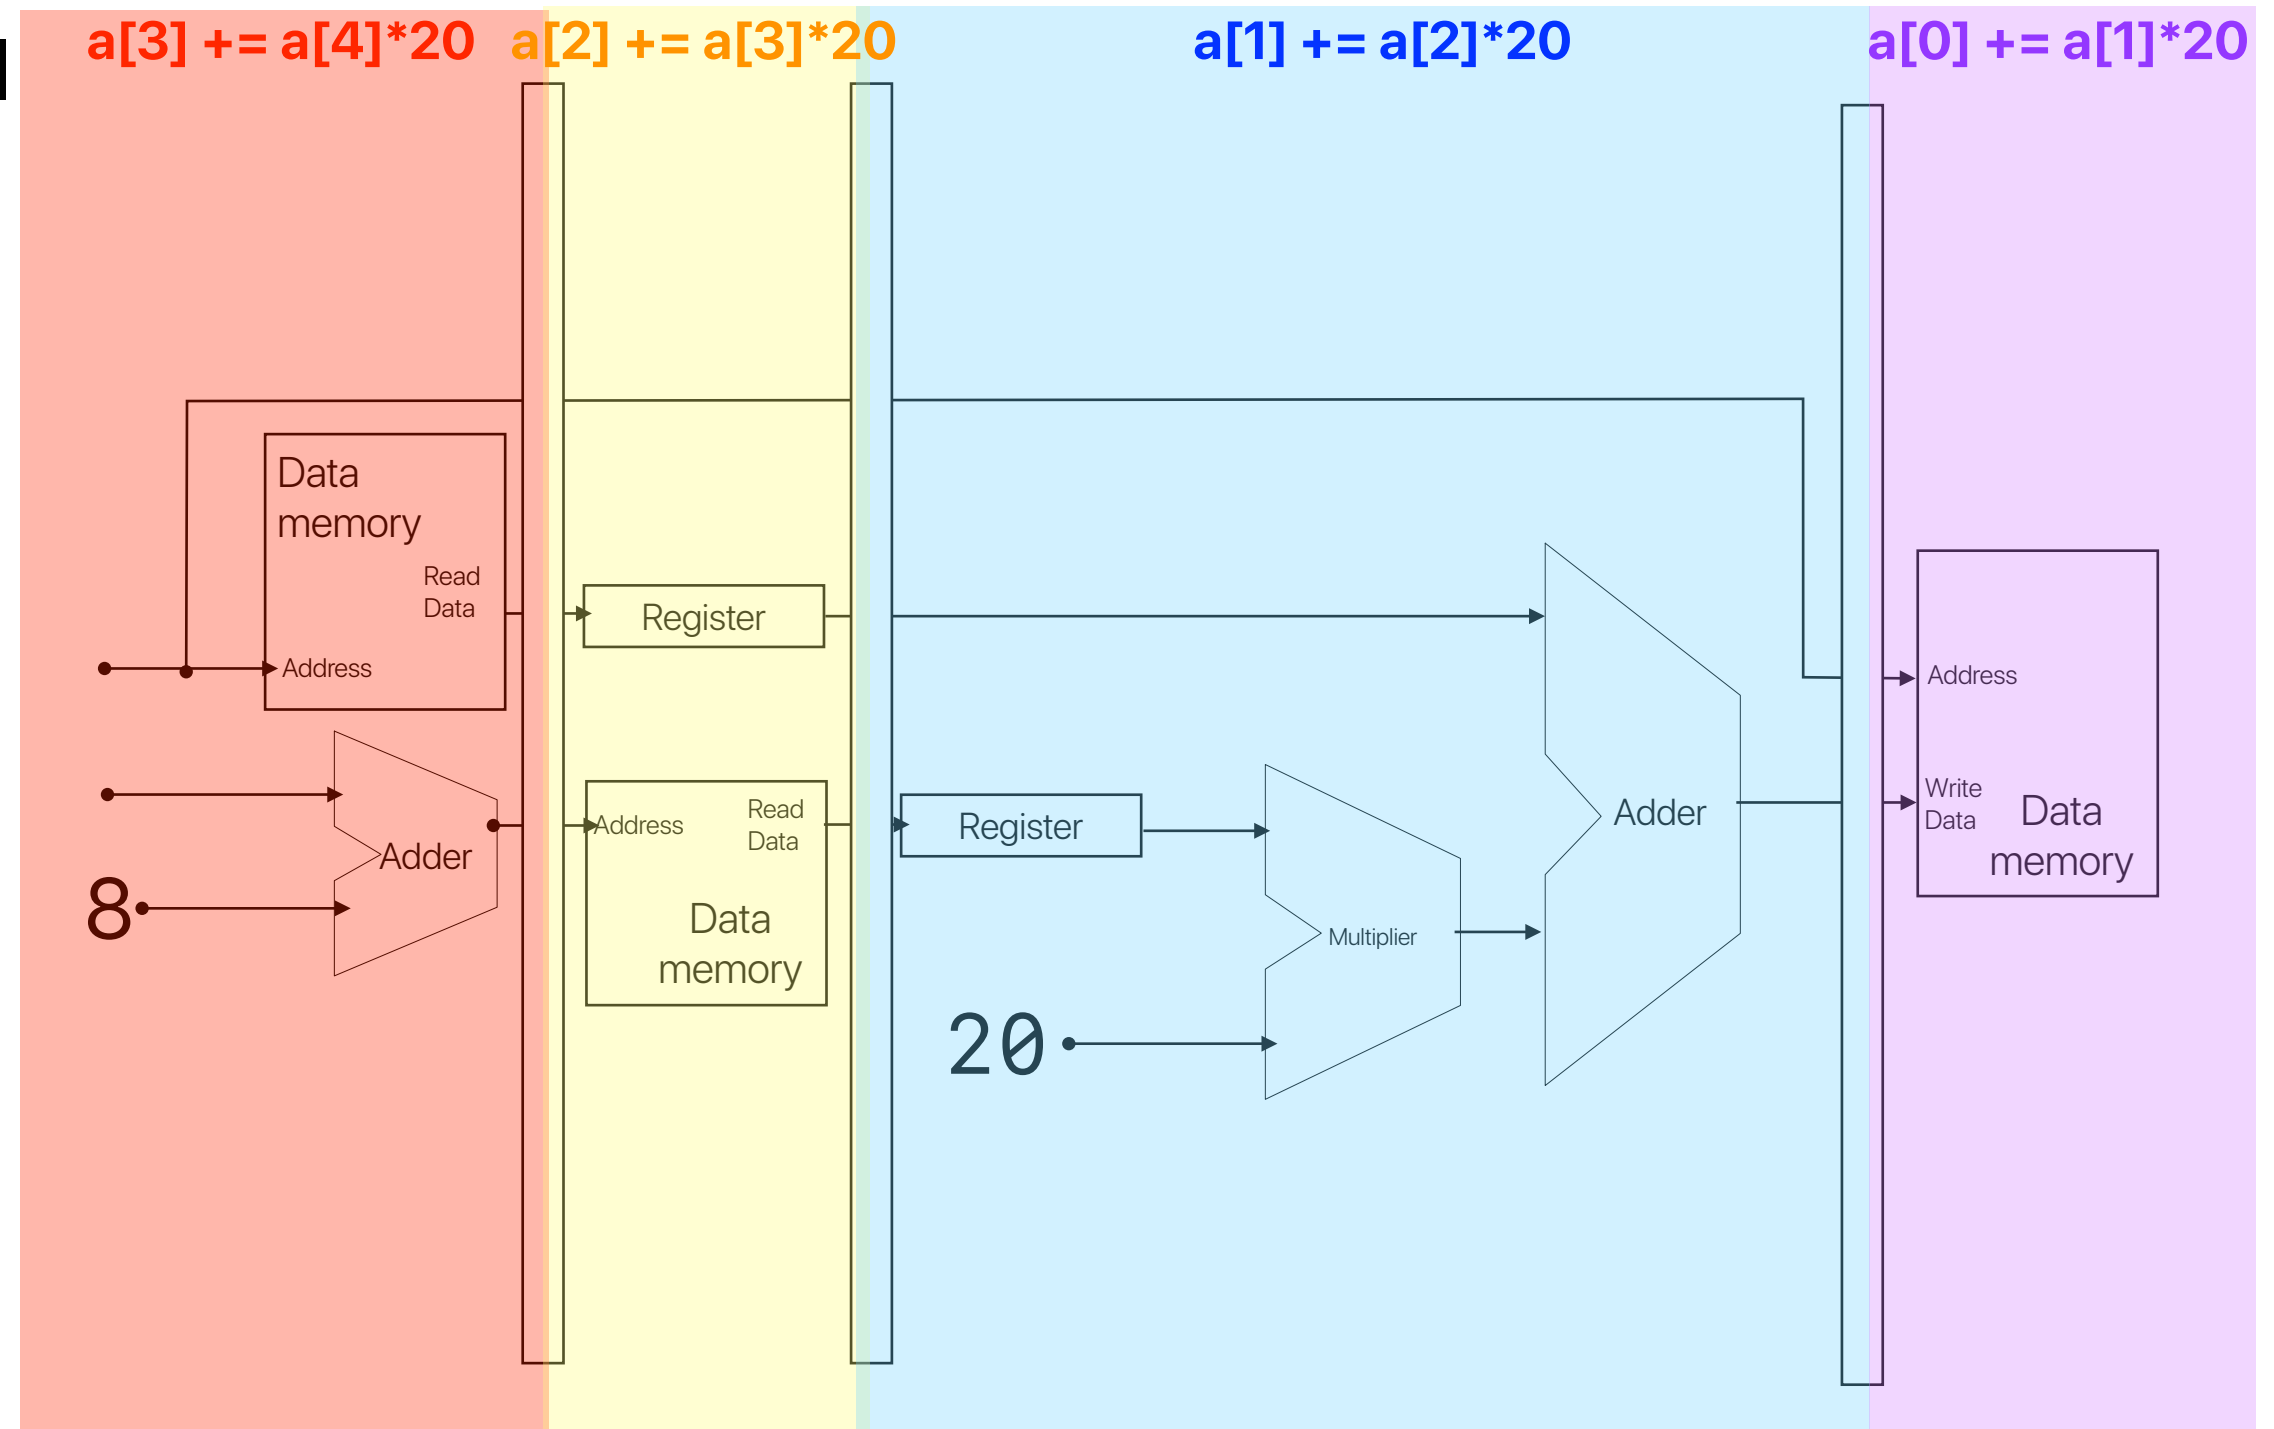 a[3] += a[4]*20
a[2] += a[3]*20
a[1] += a[2]*20
a[0] += a[1]*20
Data
memory
Read
Data
Address
Adder
8
Register
Address
Read
Data
Data
memory
Register
20
Multiplier
Adder
Address
Write
Data
Data
memory